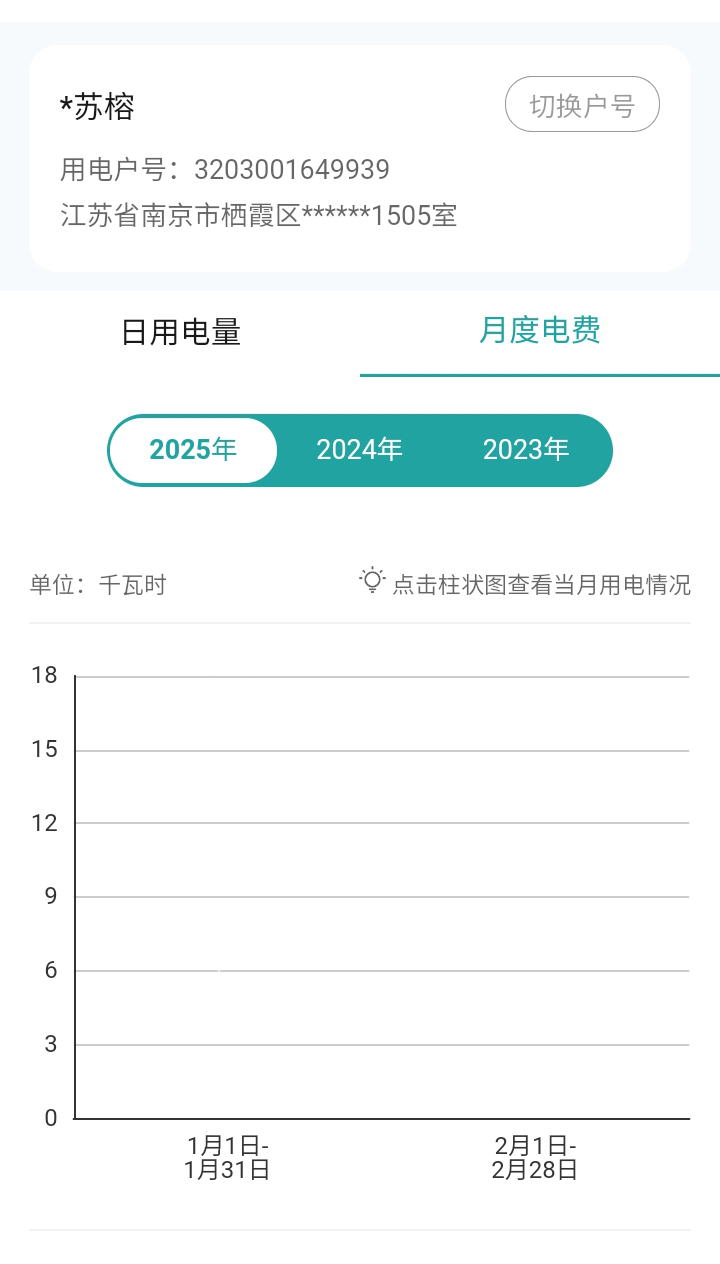 *苏榕
切换户号
用电户号：3203001649939
江苏省南京市栖霞区******1505室
日用电量
月度电费
2025年
2024年
2023年
单位：千瓦时
点击柱状图查看当月用电情况
18
15
12
9
6
3
0
1月1日-
1月31日
2月1日-
2月28日